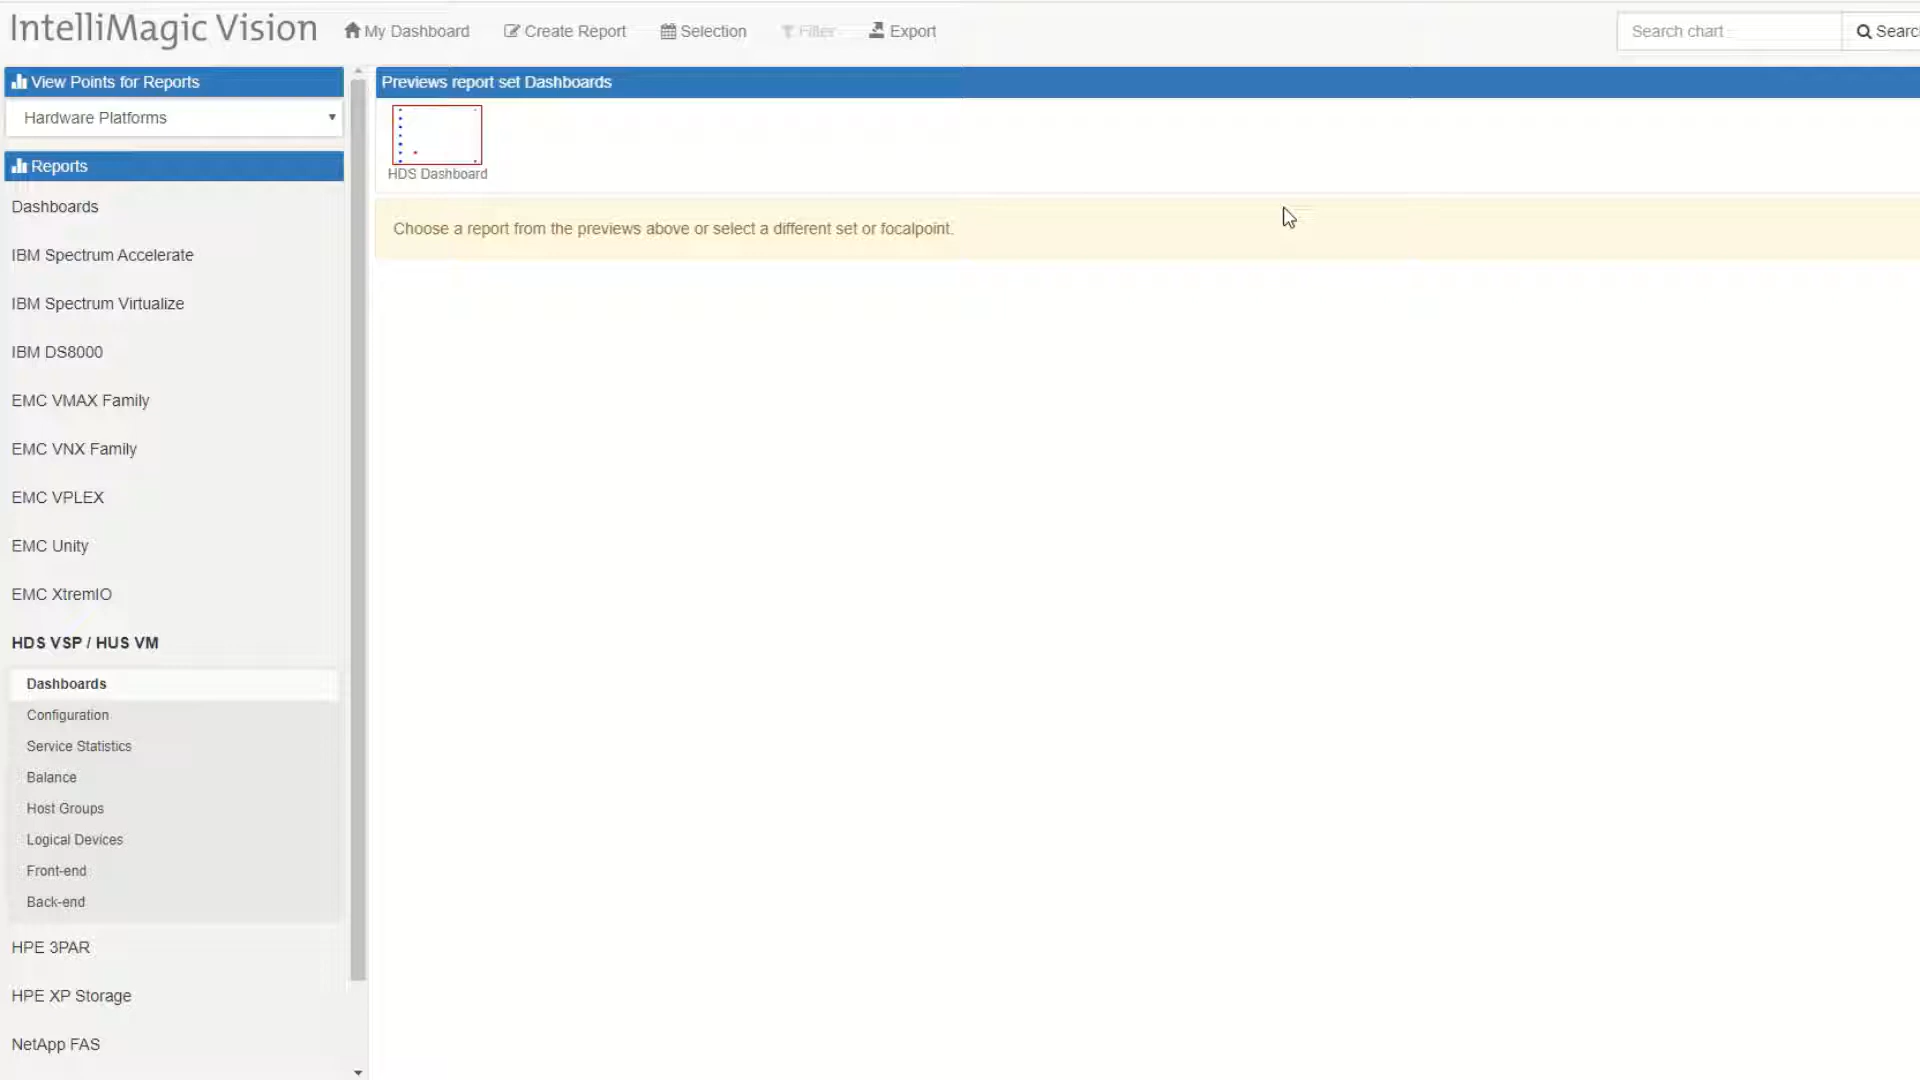 IntelliMagic Vision
My Dashboard
Create Report
Selection
Filter
Export
Search chart
Search
View Points for Reports
Hardware Platforms
Reports
Dashboards
IBM Spectrum Accelerate
IBM Spectrum Virtualize
IBM DS8000
EMC VMAX Family
EMC VNX Family
EMC VPLEX
EMC Unity
EMC XtremIO
HDS VSP / HUS VM
Dashboards
Configuration
Service Statistics
Balance
Host Groups
Logical Devices
Front-end
Back-end
HPE 3PAR
HPE XP Storage
NetApp FAS
Previews report set Dashboards
HDS Dashboard
Choose a report from the previews above or select a different set or focalpoint.